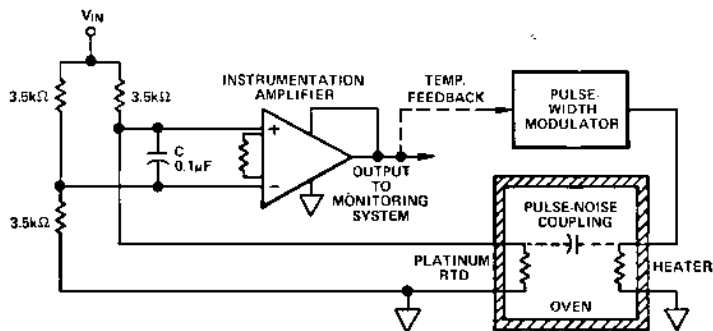 VIN
3.5kΩ
3.5kΩ
INSTRUMENTATION
AMPLIFIER
TEMP.
FEEDBACK
PULSE-
WIDTH
MODULATOR
+
C
0.1μF
−
OUTPUT
TO
MONITORING
SYSTEM
3.5kΩ
PULSE-NOISE
COUPLING
PLATINUM
RTD
HEATER
OVEN